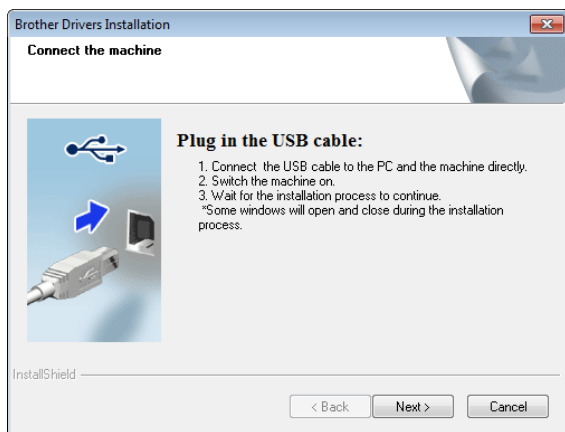 Brother Drivers Installation
Connect the machine
Plug in the USB cable:
1. Connect the USB cable to the PC and the machine directly.
2. Switch the machine on.
3. Wait for the installation process to continue.
*Some windows will open and close during the installation
process.
InstallShield
< Back
Next >
Cancel